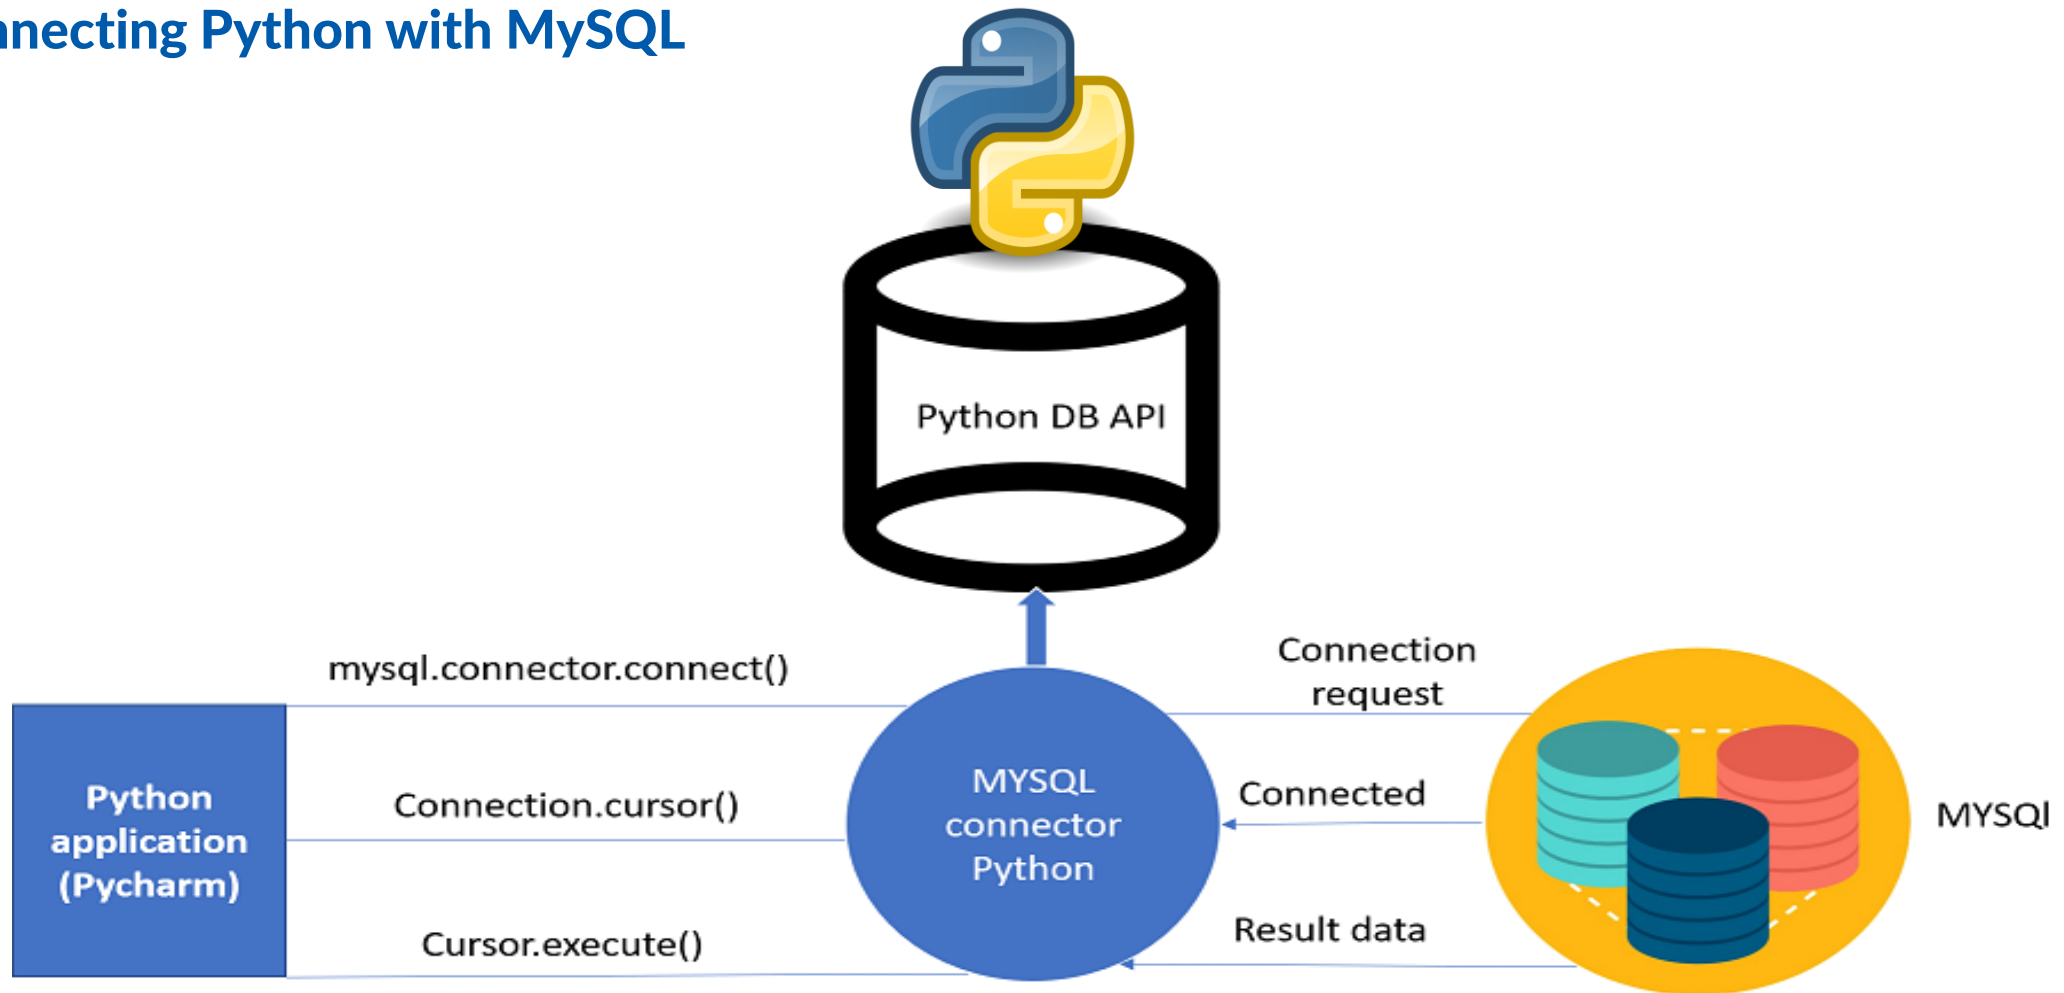 nnecting Python with MySQL
Python DB API
mysql.connector.connect()
Connection
request
Python
application
(Pycharm)
Connection.cursor()
MYSQL
connector
Python
Connected
MYSQl
Cursor.execute()
Result data